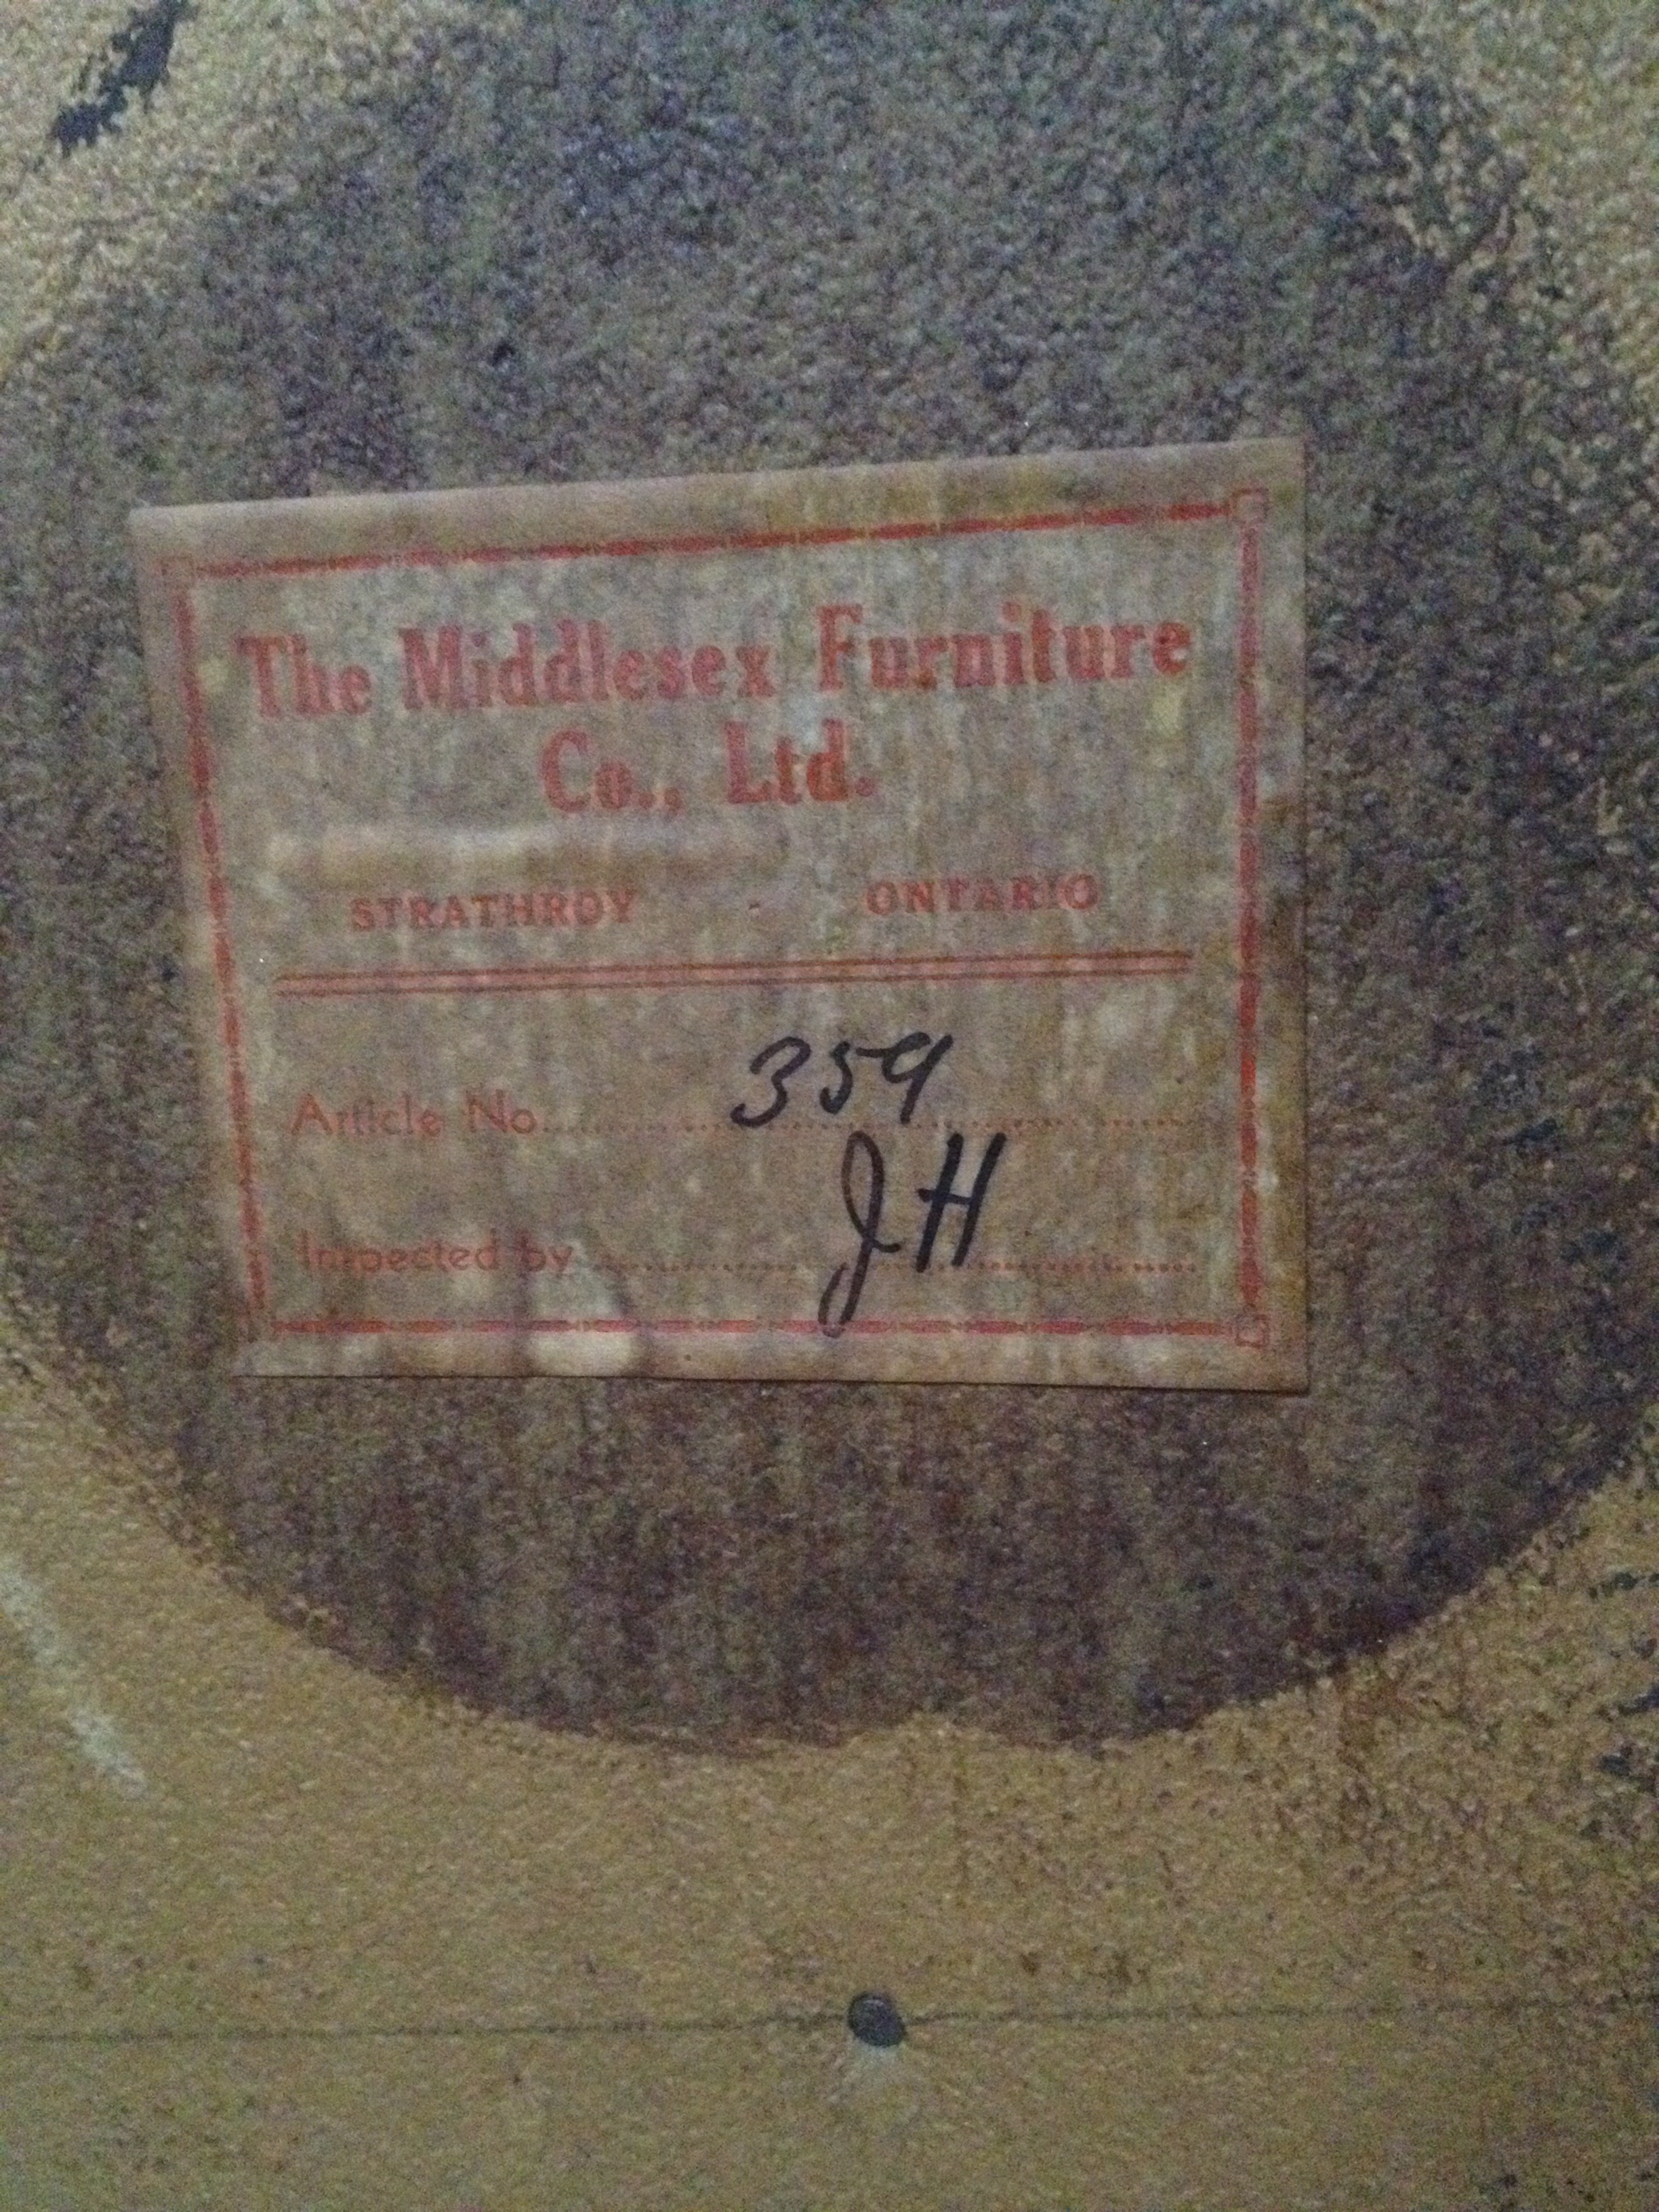 The Middlesex Furniture
Co., Ltd.
STRATHROY - ONTARIO
Article No. 359
Inspected by JH